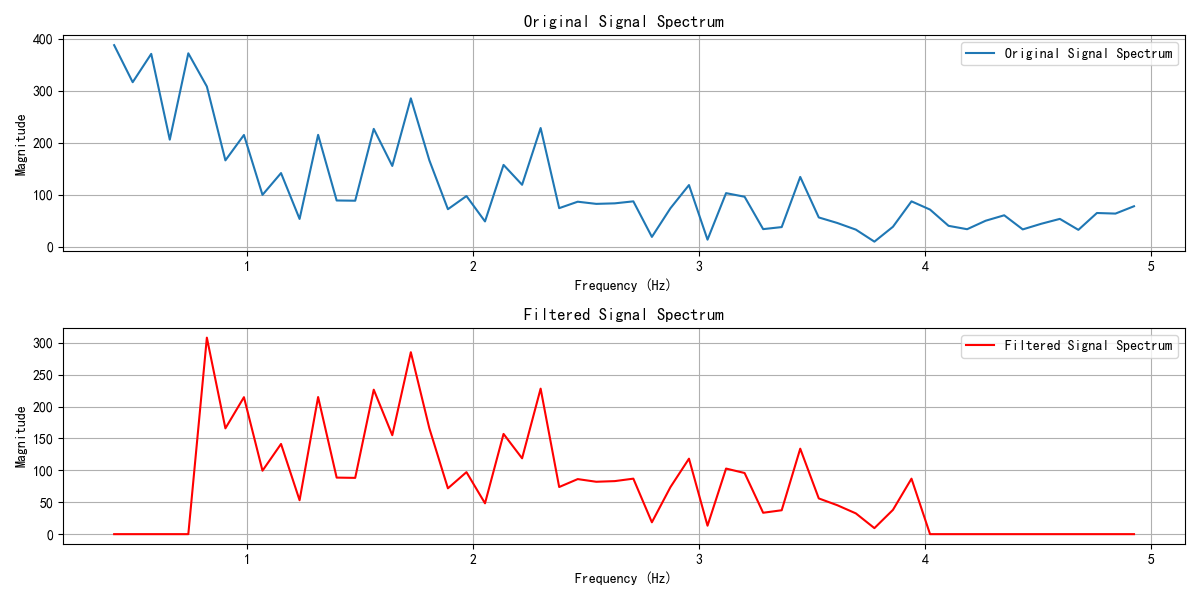 Original Signal Spectrum
400
300
200
100
0
Magnitude
Original Signal Spectrum
1
2
3
4
5
Frequency (Hz)
Filtered Signal Spectrum
300
250
200
150
100
50
0
Magnitude
Filtered Signal Spectrum
1
2
3
4
5
Frequency (Hz)